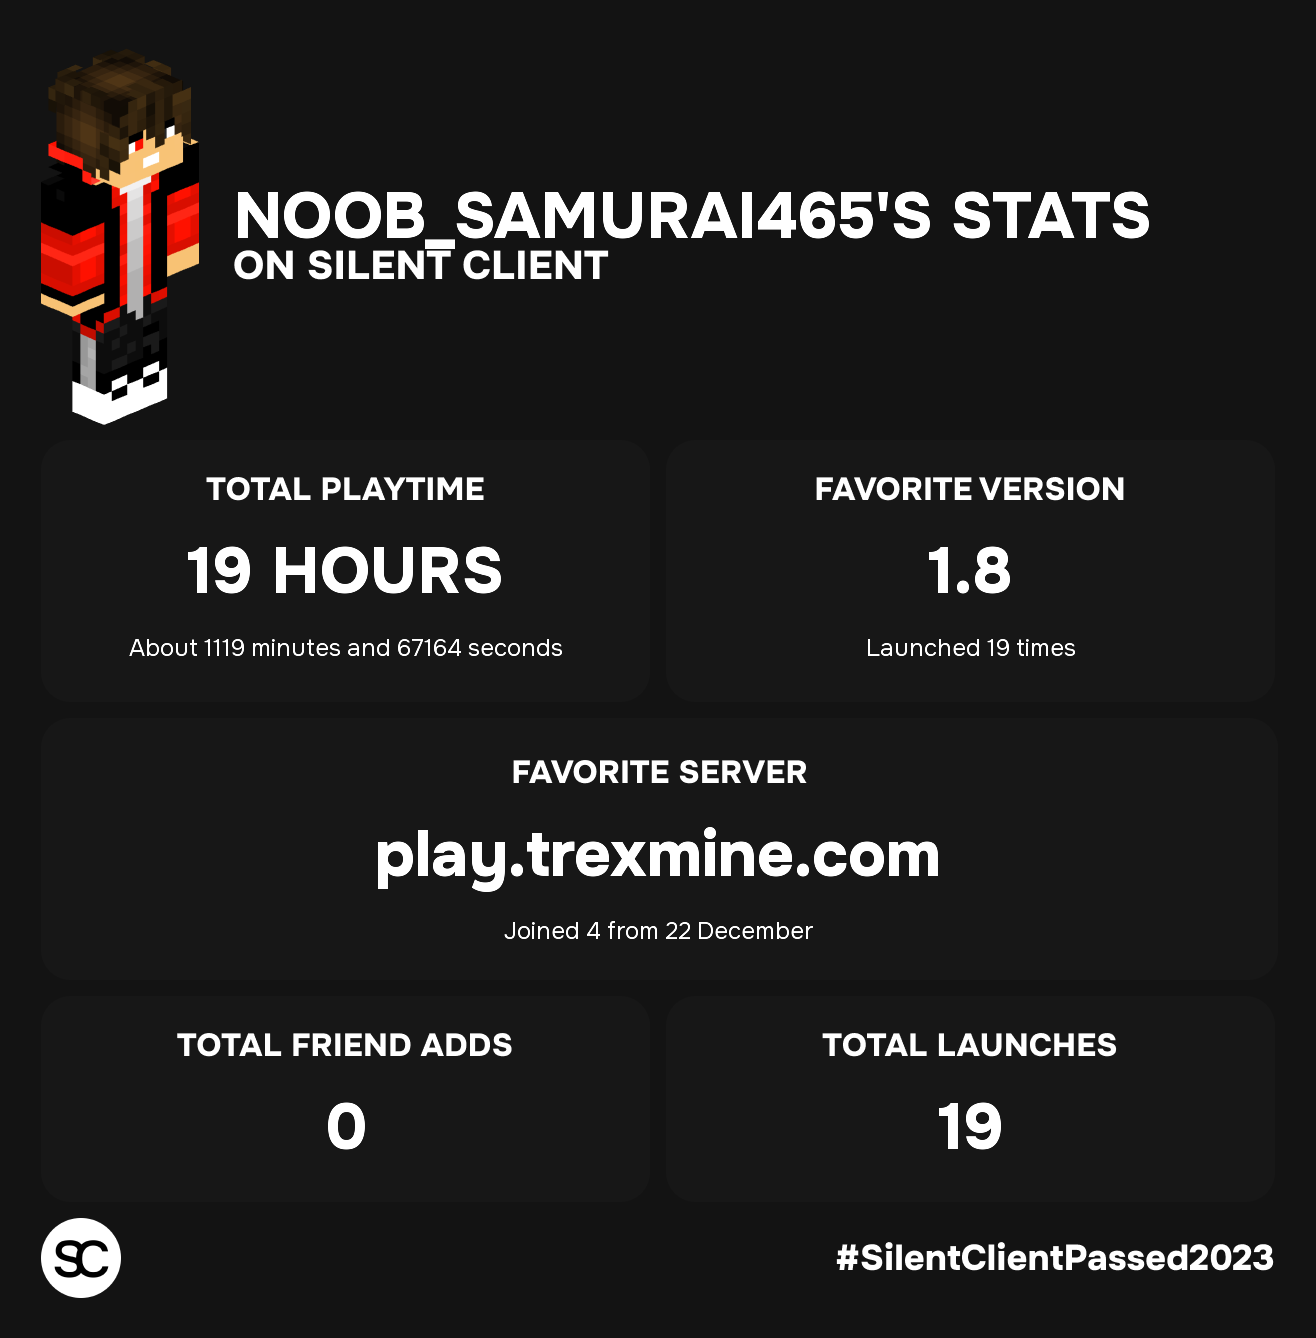 NOOB_SAMURAI465'S STATS
ON SILENT CLIENT
TOTAL PLAYTIME
19 HOURS
About 1119 minutes and 67164 seconds
FAVORITE VERSION
1.8
Launched 19 times
FAVORITE SERVER
play.trexmine.com
Joined 4 from 22 December
TOTAL FRIEND ADDS
0
TOTAL LAUNCHES
19
SC
#SilentClientPassed2023